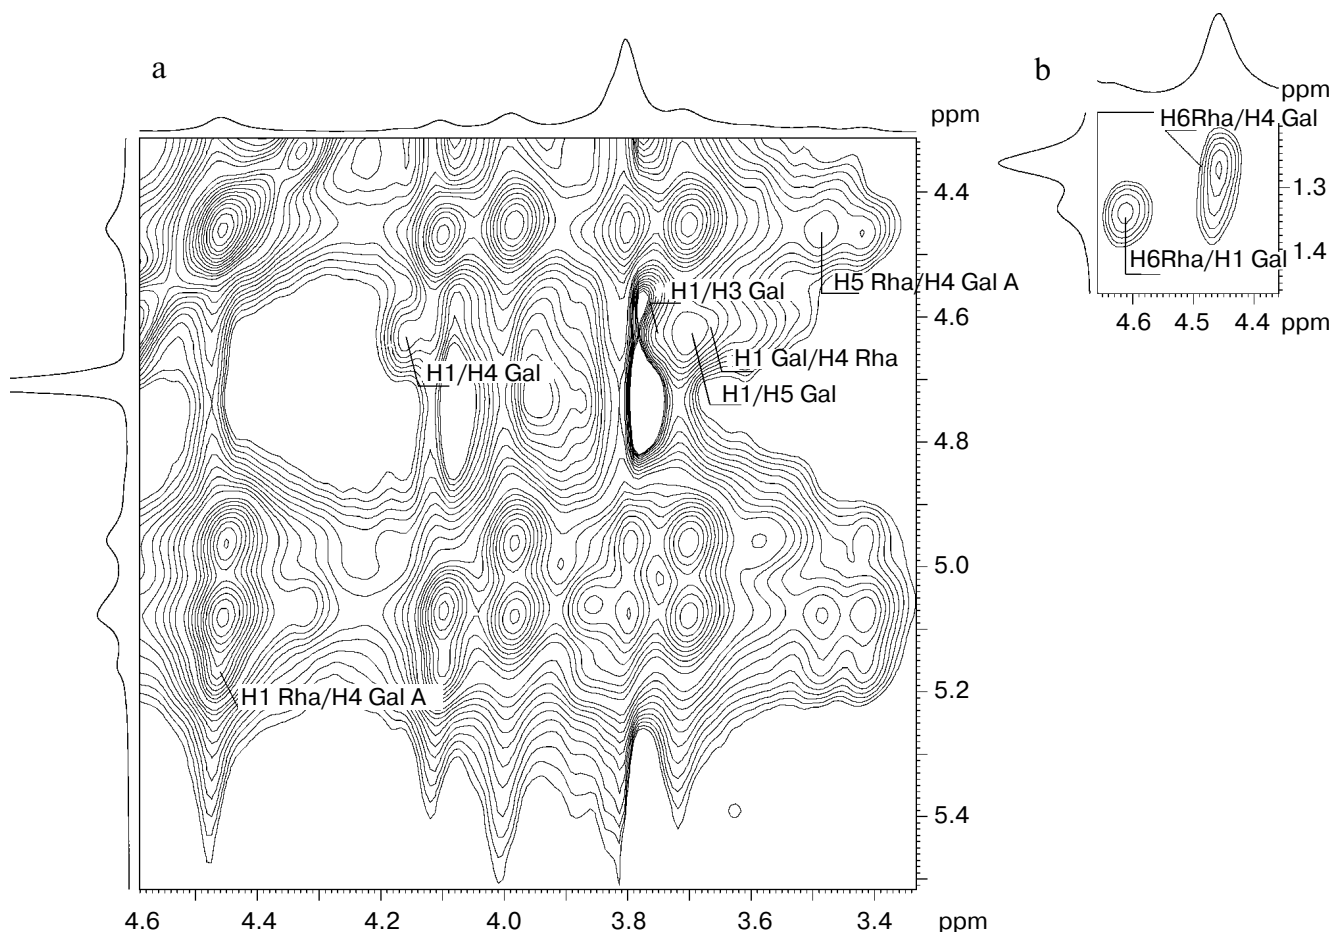 a
b
ppm
4.4
4.6
4.8
5.0
5.2
5.4
H1/H3 Gal
H5 Rha/H4 Gal A
H1/H4 Gal
H1 Gal/H4 Rha
H1/H5 Gal
H1 Rha/H4 Gal A
4.6 4.4 4.2 4.0 3.8 3.6 3.4 ppm
ppm
H6Rha/H4 Gal
1.3
H6Rha/H1 Gal
1.4
4.6 4.5 4.4 ppm